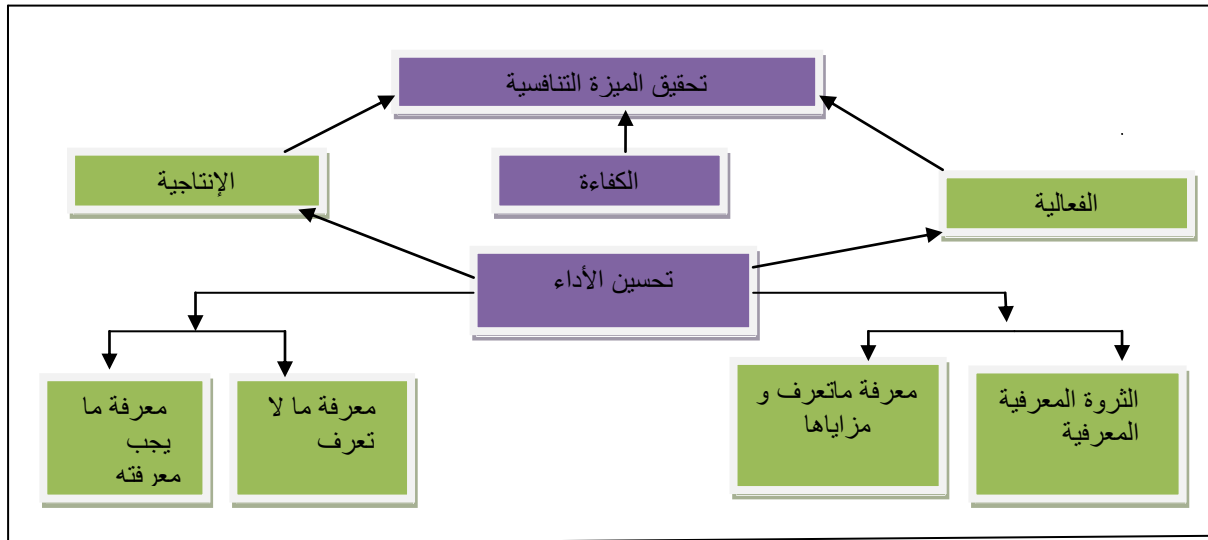 تحقيق الميزة التنافسية
الفعالية
الكفاءة
الإنتاجية
تحسين الأداء
الثروة المعرفية
المعرفية
معرفة ماتعرف و
مزاياها
معرفة ما لا
تعرف
معرفة ما
يجب
معرفته